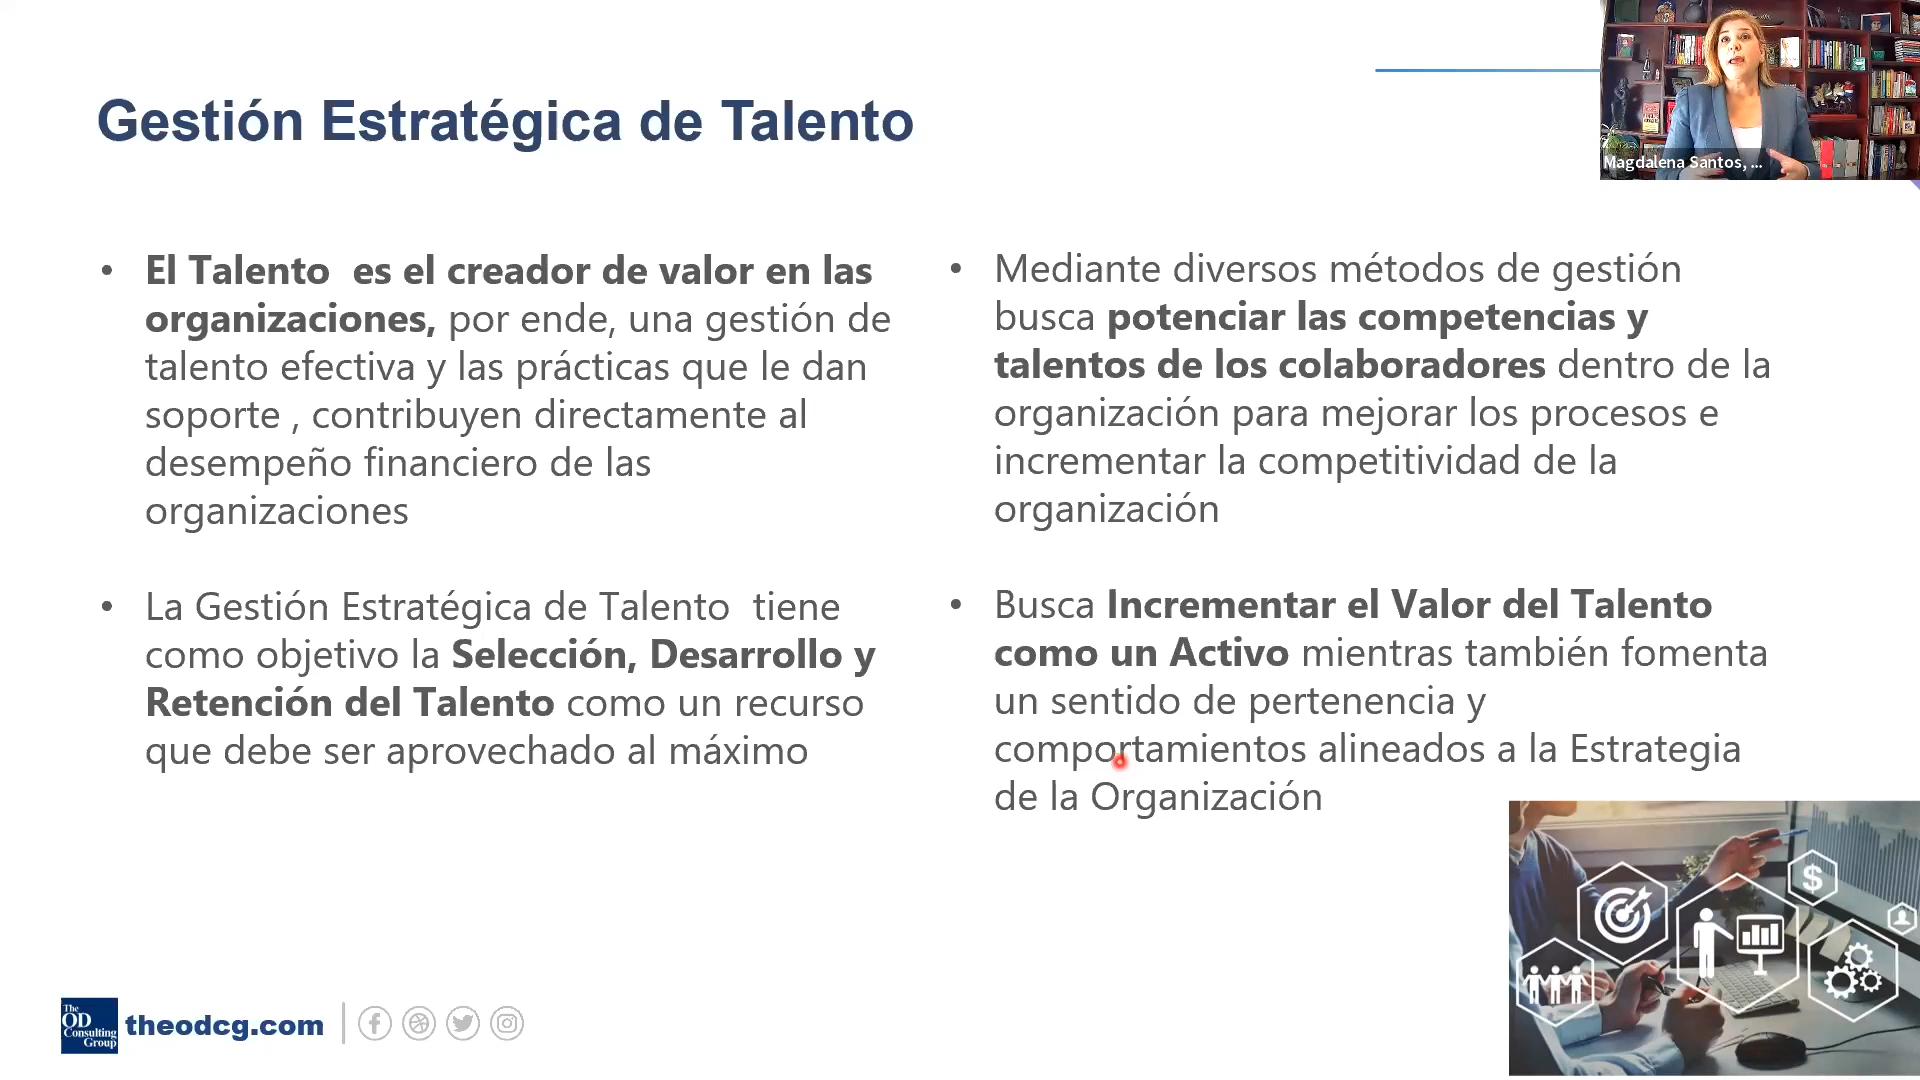 Gestión Estratégica de Talento
Magdalena Santos, ...
• El Talento  es el creador de valor en las
organizaciones, por ende, una gestión de
talento efectiva y las prácticas que le dan
soporte , contribuyen directamente al
desempeño financiero de las
organizaciones
• La Gestión Estratégica de Talento  tiene
como objetivo la Selección, Desarrollo y
Retención del Talento como un recurso
que debe ser aprovechado al máximo
• Mediante diversos métodos de gestión
busca potenciar las competencias y
talentos de los colaboradores dentro de la
organización para mejorar los procesos e
incrementar la competitividad de la
organización
• Busca Incrementar el Valor del Talento
como un Activo mientras también fomenta
un sentido de pertenencia y
comportamientos alineados a la Estrategia
de la Organización
$
The
OD
Consulting
Group
theodcg.com